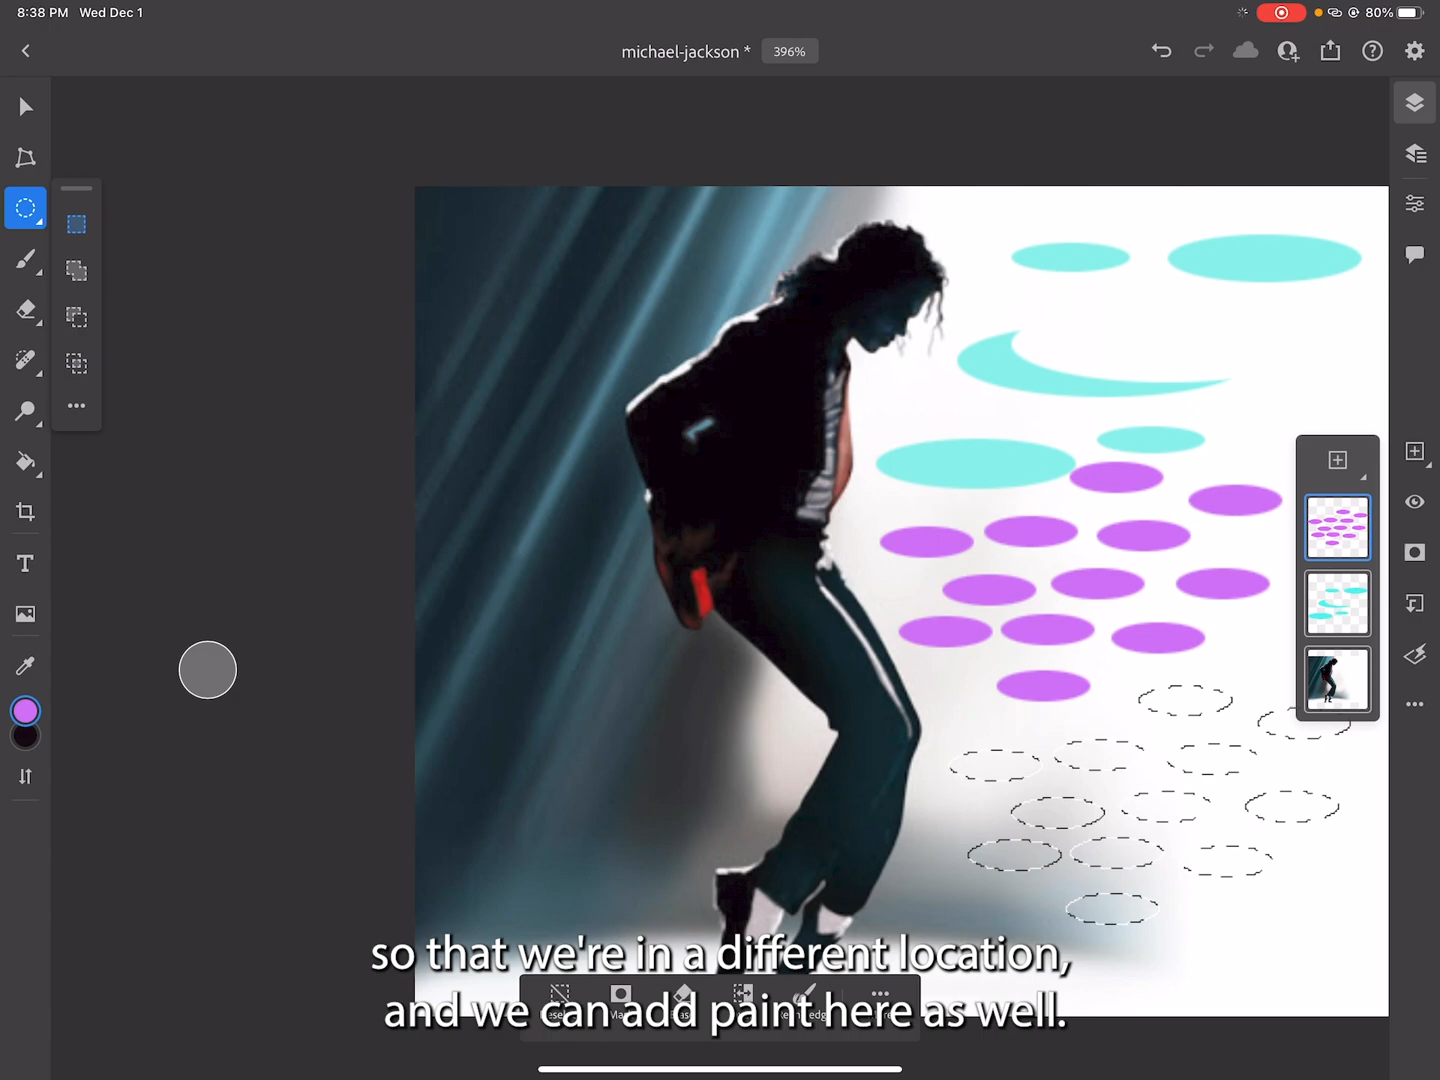 8:38 PM Wed Dec 1
80%
michael-jackson *
396%
T
so that we're in a different location,
and we can add paint here as well.